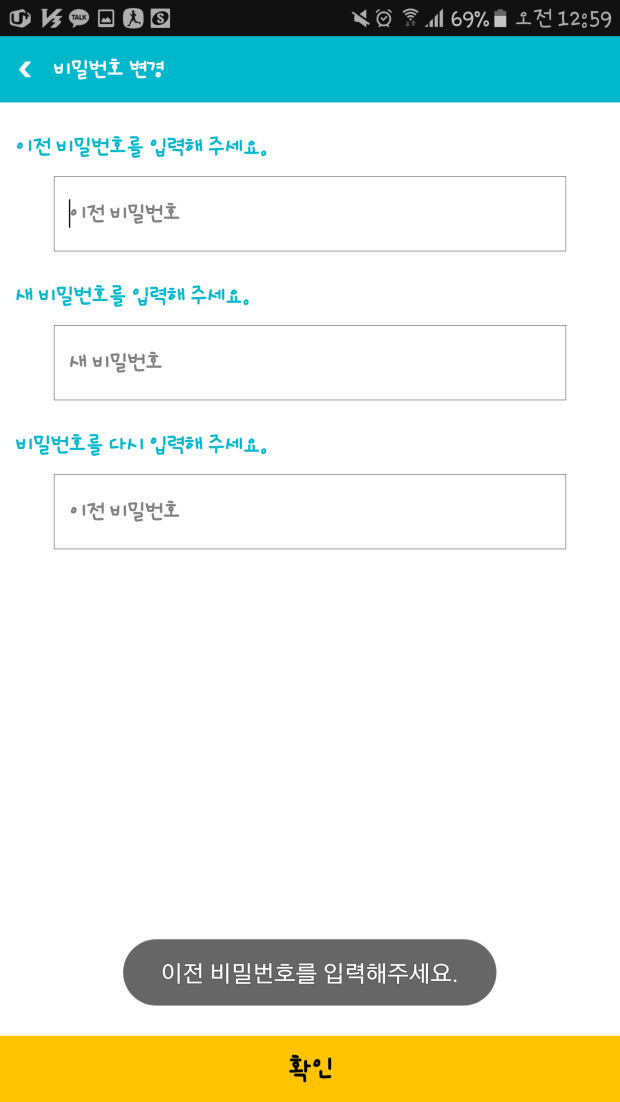 TALK S 69% 오전 12:59
비밀번호 변경
이전 비밀번호를 입력해 주세요.
이전 비밀번호
새 비밀번호를 입력해 주세요.
새 비밀번호
비밀번호를 다시 입력해 주세요.
이전 비밀번호
이전 비밀번호를 입력해주세요.
확인